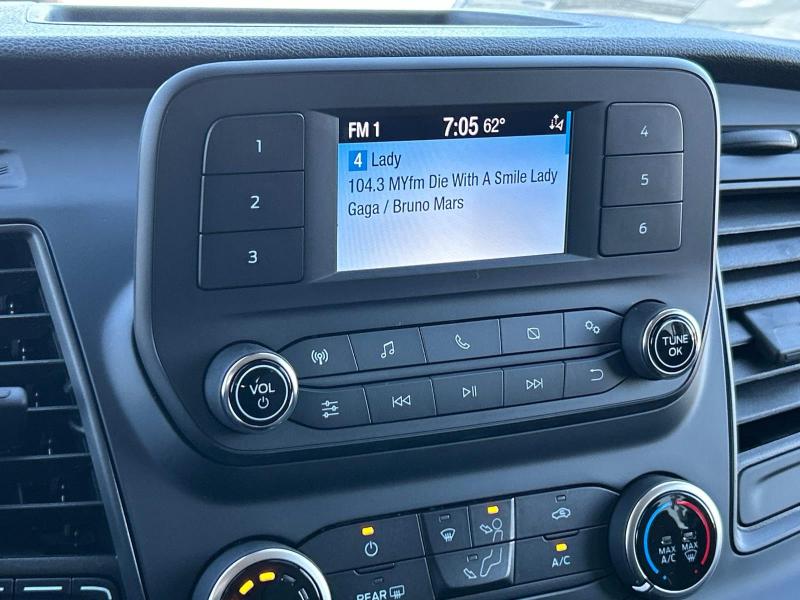 FM 1 7:05 62°
4 Lady
104.3 MYfm Die With A Smile Lady
Gaga / Bruno Mars
1
2
3
4
5
6
VOL
TUNE
OK
A/C
REAR
MAX
A/C
MAX